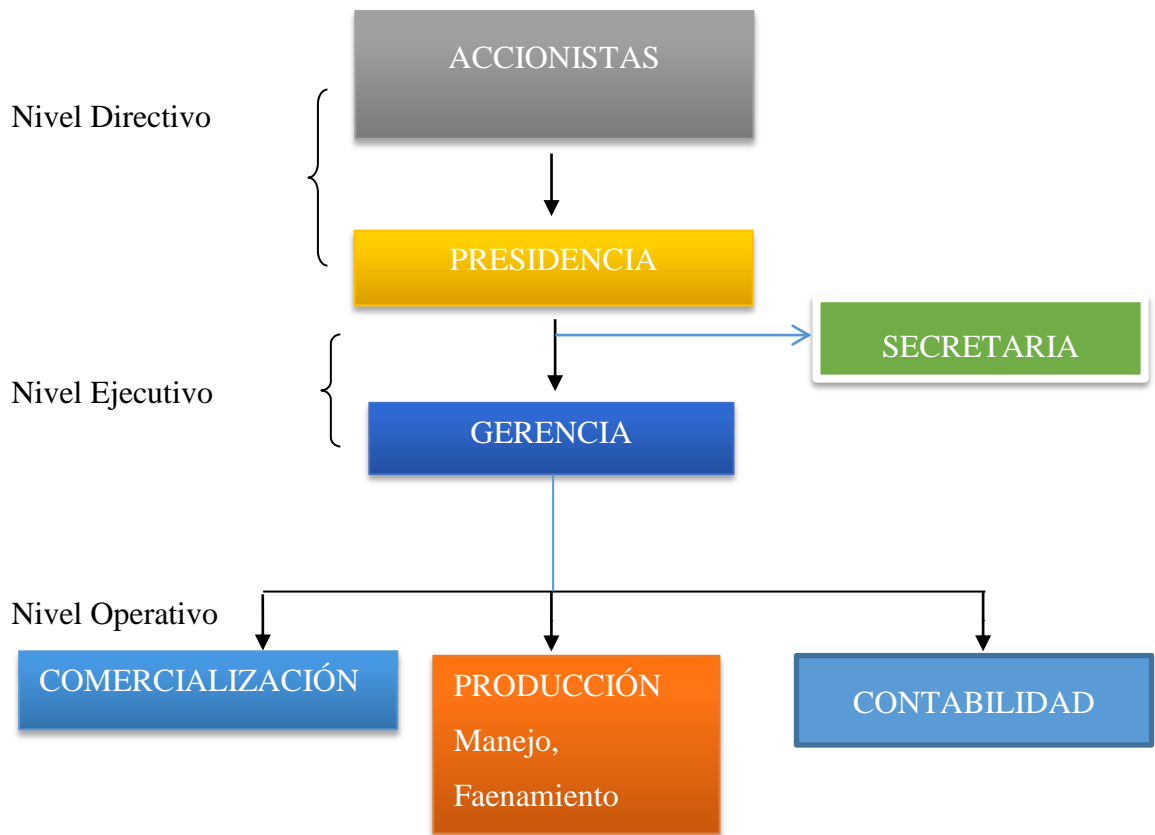 ACCIONISTAS
Nivel Directivo
PRESIDENCIA
SECRETARIA
Nivel Ejecutivo
GERENCIA
Nivel Operativo
COMERCIALIZACIÓN
PRODUCCIÓN
Manejo,
Faenamiento
CONTABILIDAD